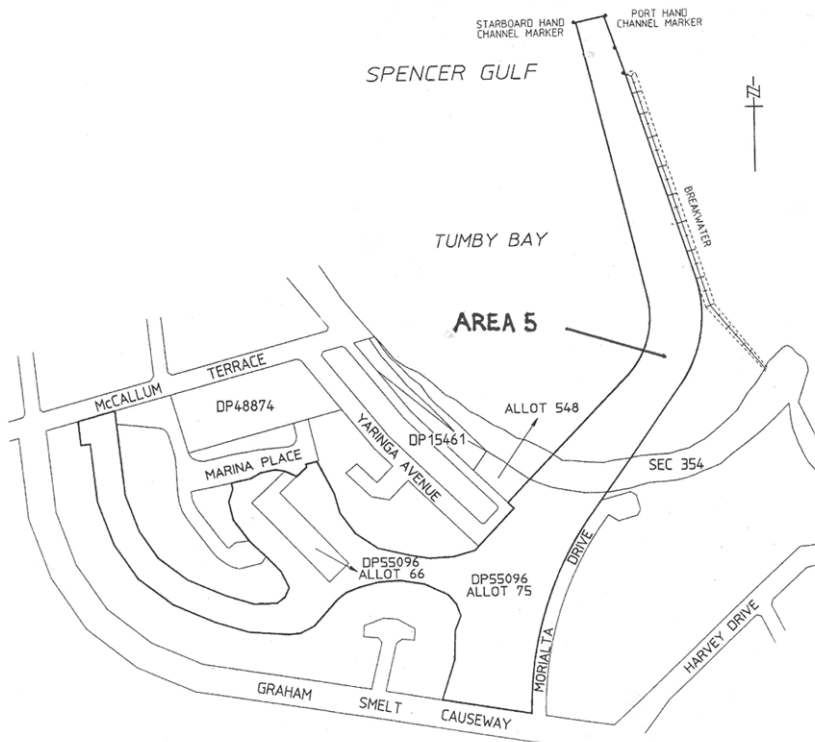 STARBOARD HAND
CHANNEL MARKER
PORT HAND
CHANNEL MARKER
SPENCER GULF
N
BREAKWATER
TUMBY BAY
AREA 5
McCALLUM TERRACE
DP48874
ALLOT 548
DP15461
YARINGA AVENUE
MARINA PLACE
SEC 354
DP55096
ALLOT 66
DP55096
ALLOT 75
MORIALTA DRIVE
HARVEY DRIVE
GRAHAM SMELT CAUSEWAY